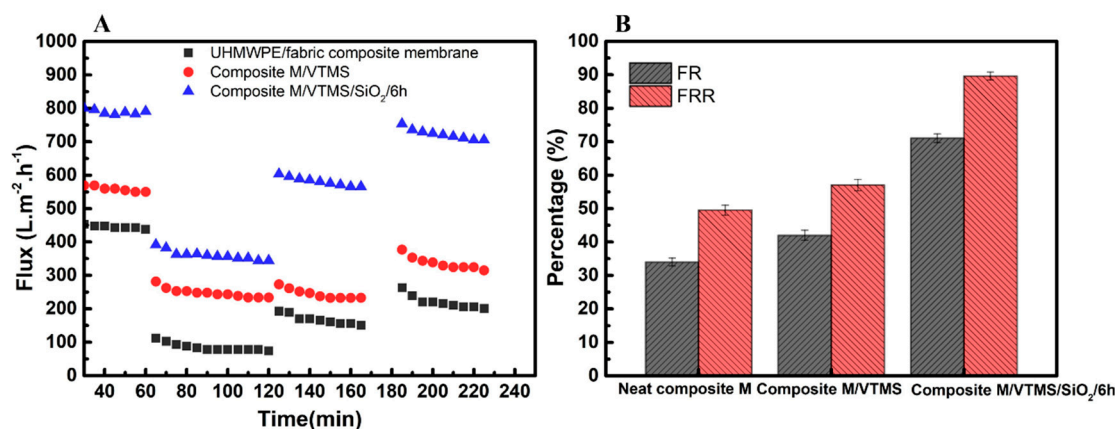 A
Flux (L.m⁻².h⁻¹)
1000
900
800
700
600
500
400
300
200
100
0
UHMWPE/fabric composite membrane
Composite M/VTMS
Composite M/VTMS/SiO₂/6h
40 60 80 100 120 140 160 180 200 220 240
Time(min)
B
Percentage (%)
100
90
80
70
60
50
40
30
20
10
0
FR
FRR
Neat composite M Composite M/VTMS Composite M/VTMS/SiO₂/6h